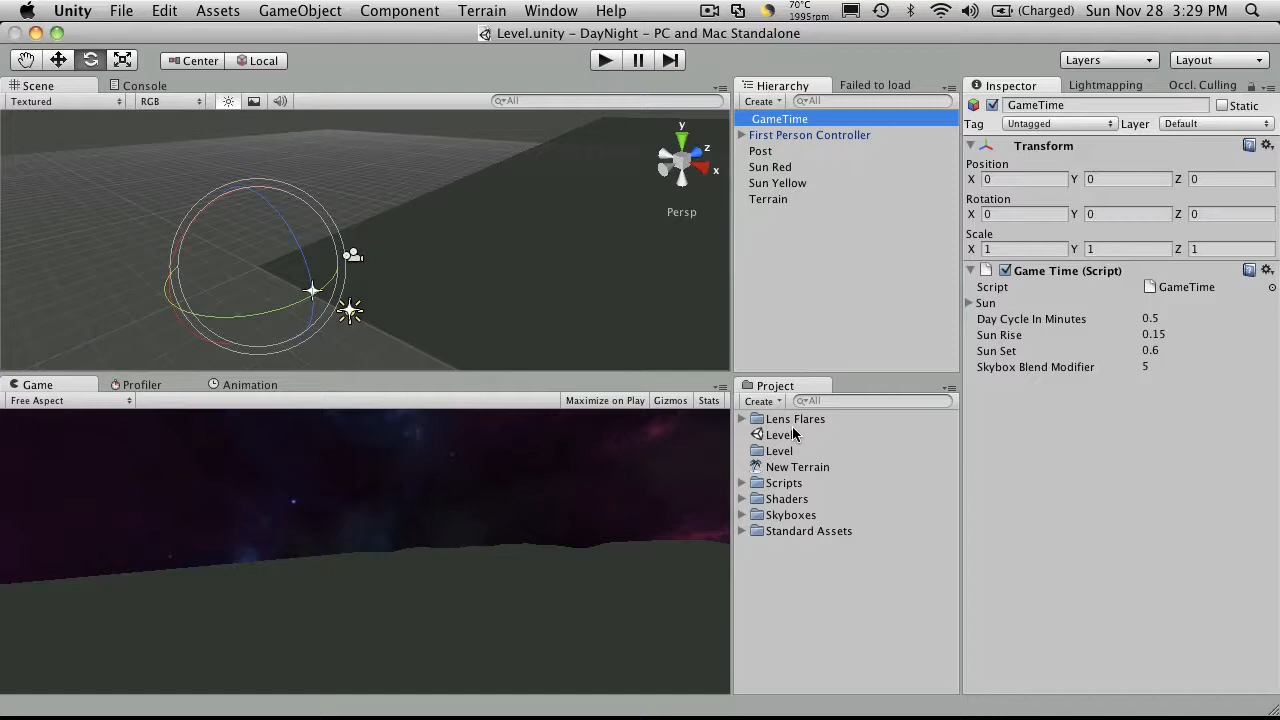 Unity File Edit Assets GameObject Component Terrain Window Help 70°C 1995rpm (Charged) Sun Nov 28 3:29 PM
Level.unity - DayNight - PC and Mac Standalone
Center Local Layers Layout
Scene Console
Textured RGB All
y
z
x
Persp
Hierarchy Failed to load
Create All
GameTime
First Person Controller
Post
Sun Red
Sun Yellow
Terrain
Inspector Lightmapping Occl. Culling
GameTime Static
Tag Untagged Layer Default
Transform
Position
X 0 Y 0 Z 0
Rotation
X 0 Y 0 Z 0
Scale
X 1 Y 1 Z 1
Game Time (Script)
Script GameTime
Sun
Day Cycle In Minutes 0.5
Sun Rise 0.15
Sun Set 0.6
Skybox Blend Modifier 5
Game Profiler Animation
Free Aspect Maximize on Play Gizmos Stats
Project
Create All
Lens Flares
Level
Level
New Terrain
Scripts
Shaders
Skyboxes
Standard Assets